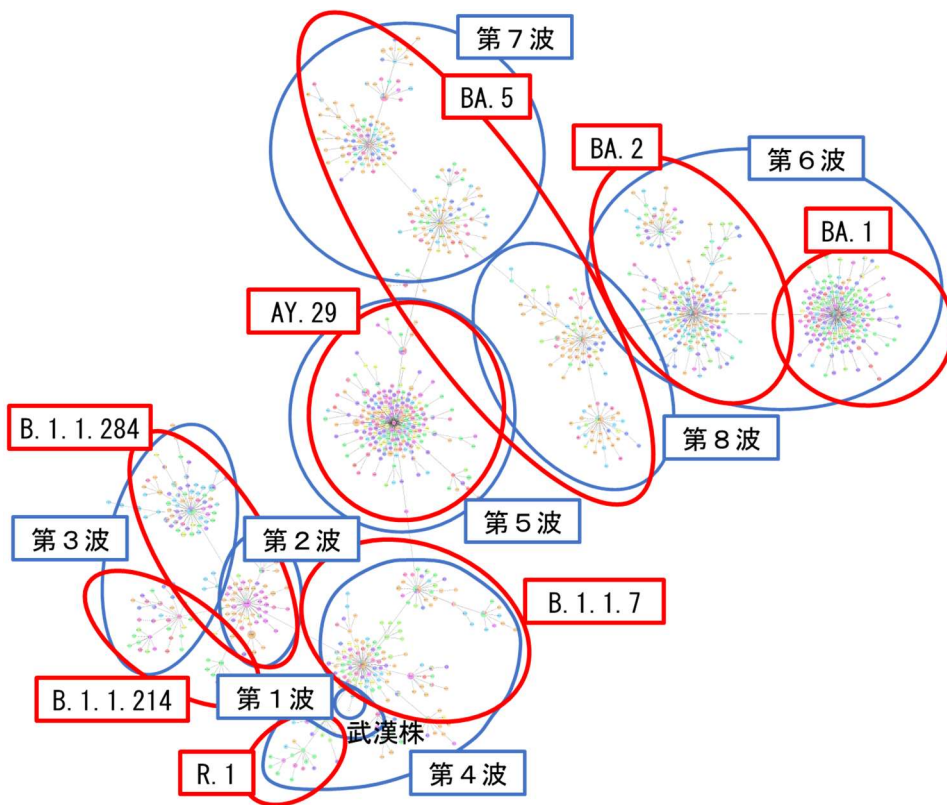 第７波
BA.5
BA.2
第６波
BA.1
AY.29
B.1.1.284
第８波
第３波
第２波
第５波
B.1.1.7
B.1.1.214
第１波
武漢株
R.1
第４波